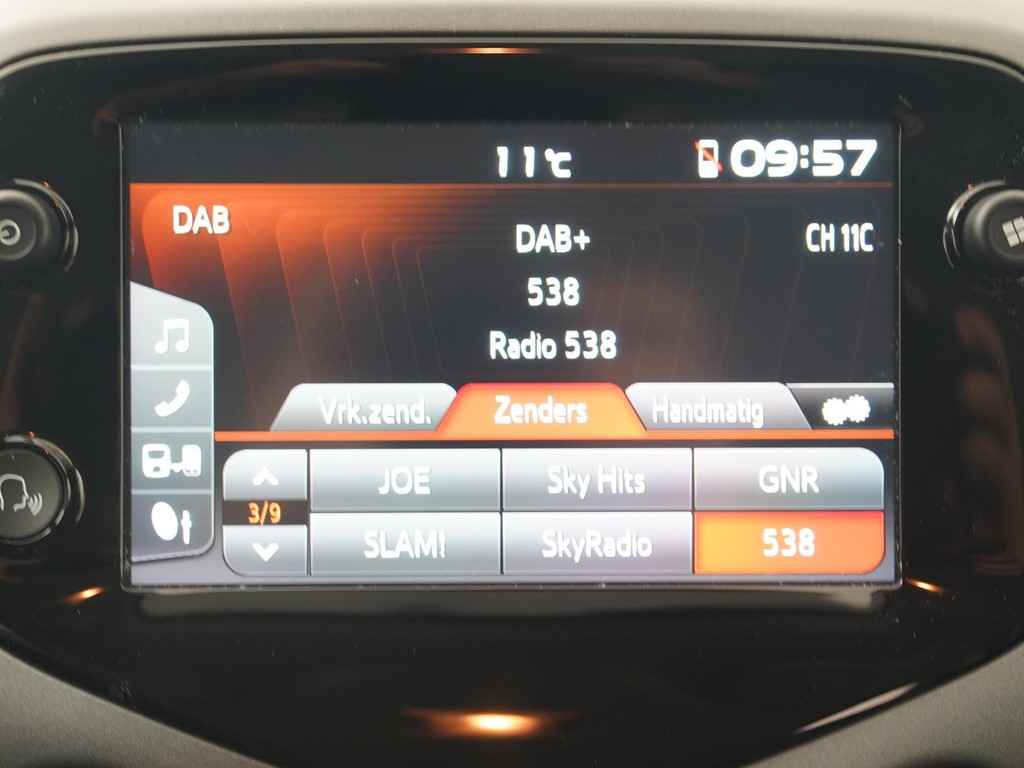 11°C 09:57
DAB
DAB+
CH 11C
538
Radio 538
Vrk.zend. Zenders Handmatig
JOE Sky Hits GNR
3/9
SLAM! SkyRadio 538